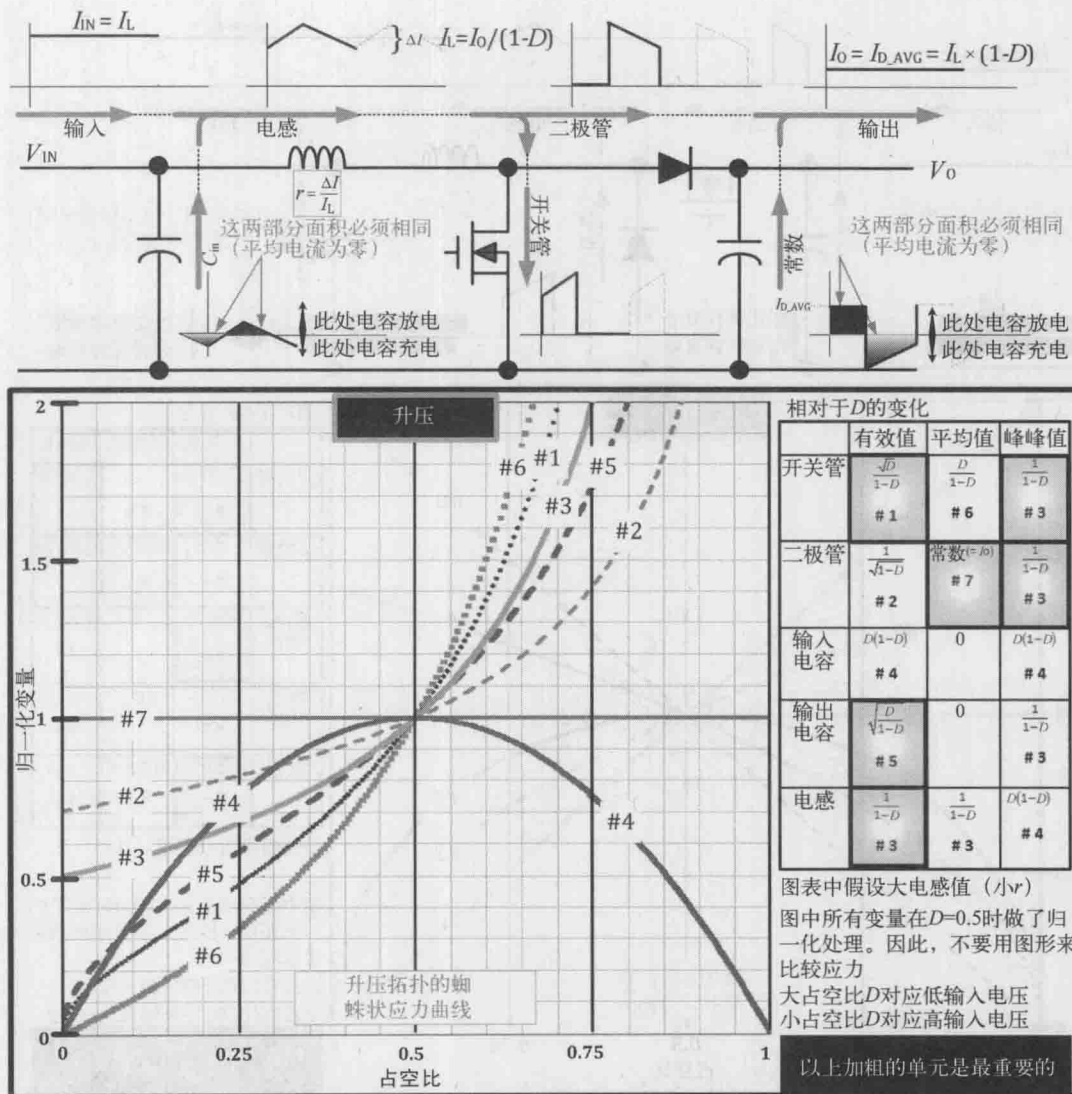 I_IN = I_L
}ΔI I_L=I_O/(1-D)
I_O = I_D_AVG = I_L × (1-D)
输入
电感
二极管
输出
V_IN
V_O
r = ΔI/I_L
C_in
这两部分面积必须相同
(平均电流为零)
开关管
常数
这两部分面积必须相同
(平均电流为零)
I_D_AVG
此处电容放电
此处电容充电
此处电容放电
此处电容充电
升压
2
1.5
1
0.5
0
归一化变量
#6
#1
#3
#5
#2
#7
#2
#4
#3
#5
#1
#6
#4
升压拓扑的蜘
蛛状应力曲线
0
0.25
0.5
0.75
1
占空比
相对于D的变化
有效值 平均值 峰峰值
开关管 √D/(1-D) D/(1-D) 1/(1-D)
#1 #6 #3
二极管 1/√(1-D) 常数(=Io) 1/(1-D)
#2 #7 #3
输入
电容 D(1-D) 0 D(1-D)
#4 #4
输出
电容 √(D/(1-D)) 0 1/(1-D)
#5 #3
电感 1/(1-D) 1/(1-D) D(1-D)
#3 #3 #4
图表中假设大电感值(小r)
图中所有变量在D=0.5时做了归
一化处理。因此,不要用图形来
比较应力
大占空比D对应低输入电压
小占空比D对应高输入电压
以上加粗的单元是最重要的